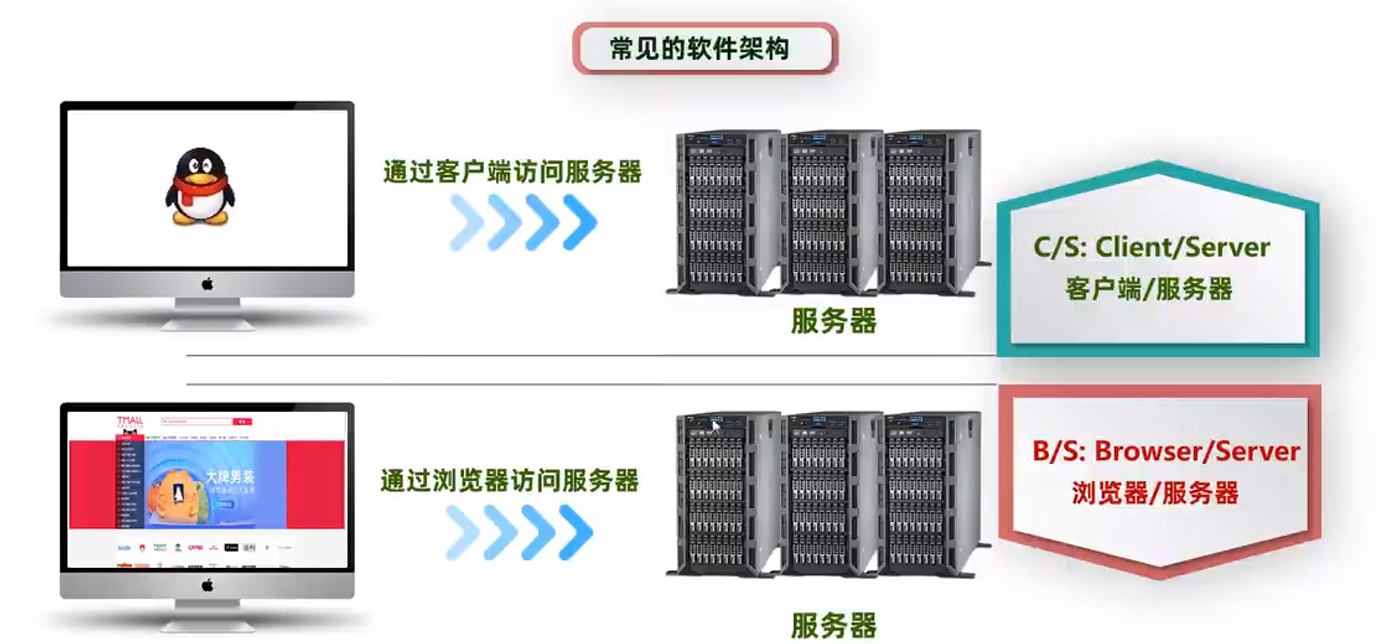 常见的软件架构
通过客户端访问服务器
服务器
C/S: Client/Server
客户端/服务器
TMALL
大牌男装
通过浏览器访问服务器
服务器
B/S: Browser/Server
浏览器/服务器